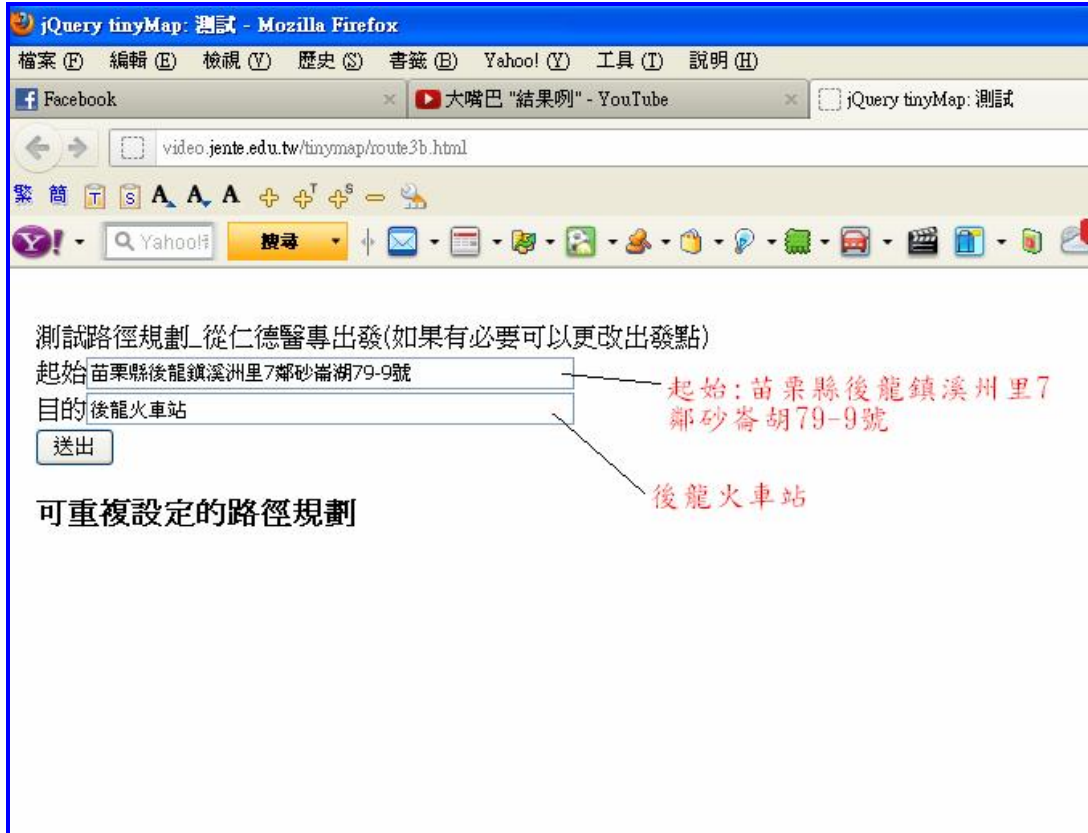 jQuery tinyMap: 測試 - Mozilla Firefox
檔案(F) 編輯(E) 檢視(V) 歷史(S) 書籤(B) Yahoo!(Y) 工具(T) 說明(H)
Facebook 大嘴巴 "結果咧" - YouTube jQuery tinyMap: 測試
video.jente.edu.tw/tinymap/route3b.html
繁 簡 T S A A A T S
Y! Yahoo! 搜尋
測試路徑規劃_從仁德醫專出發(如果有必要可以更改出發點)
起始 苗栗縣後龍鎮溪洲里7鄰砂崙湖79-9號
目的 後龍火車站
送出
可重複設定的路徑規劃
起始:苗栗縣後龍鎮溪州里7
鄰砂崙胡79-9號
後龍火車站